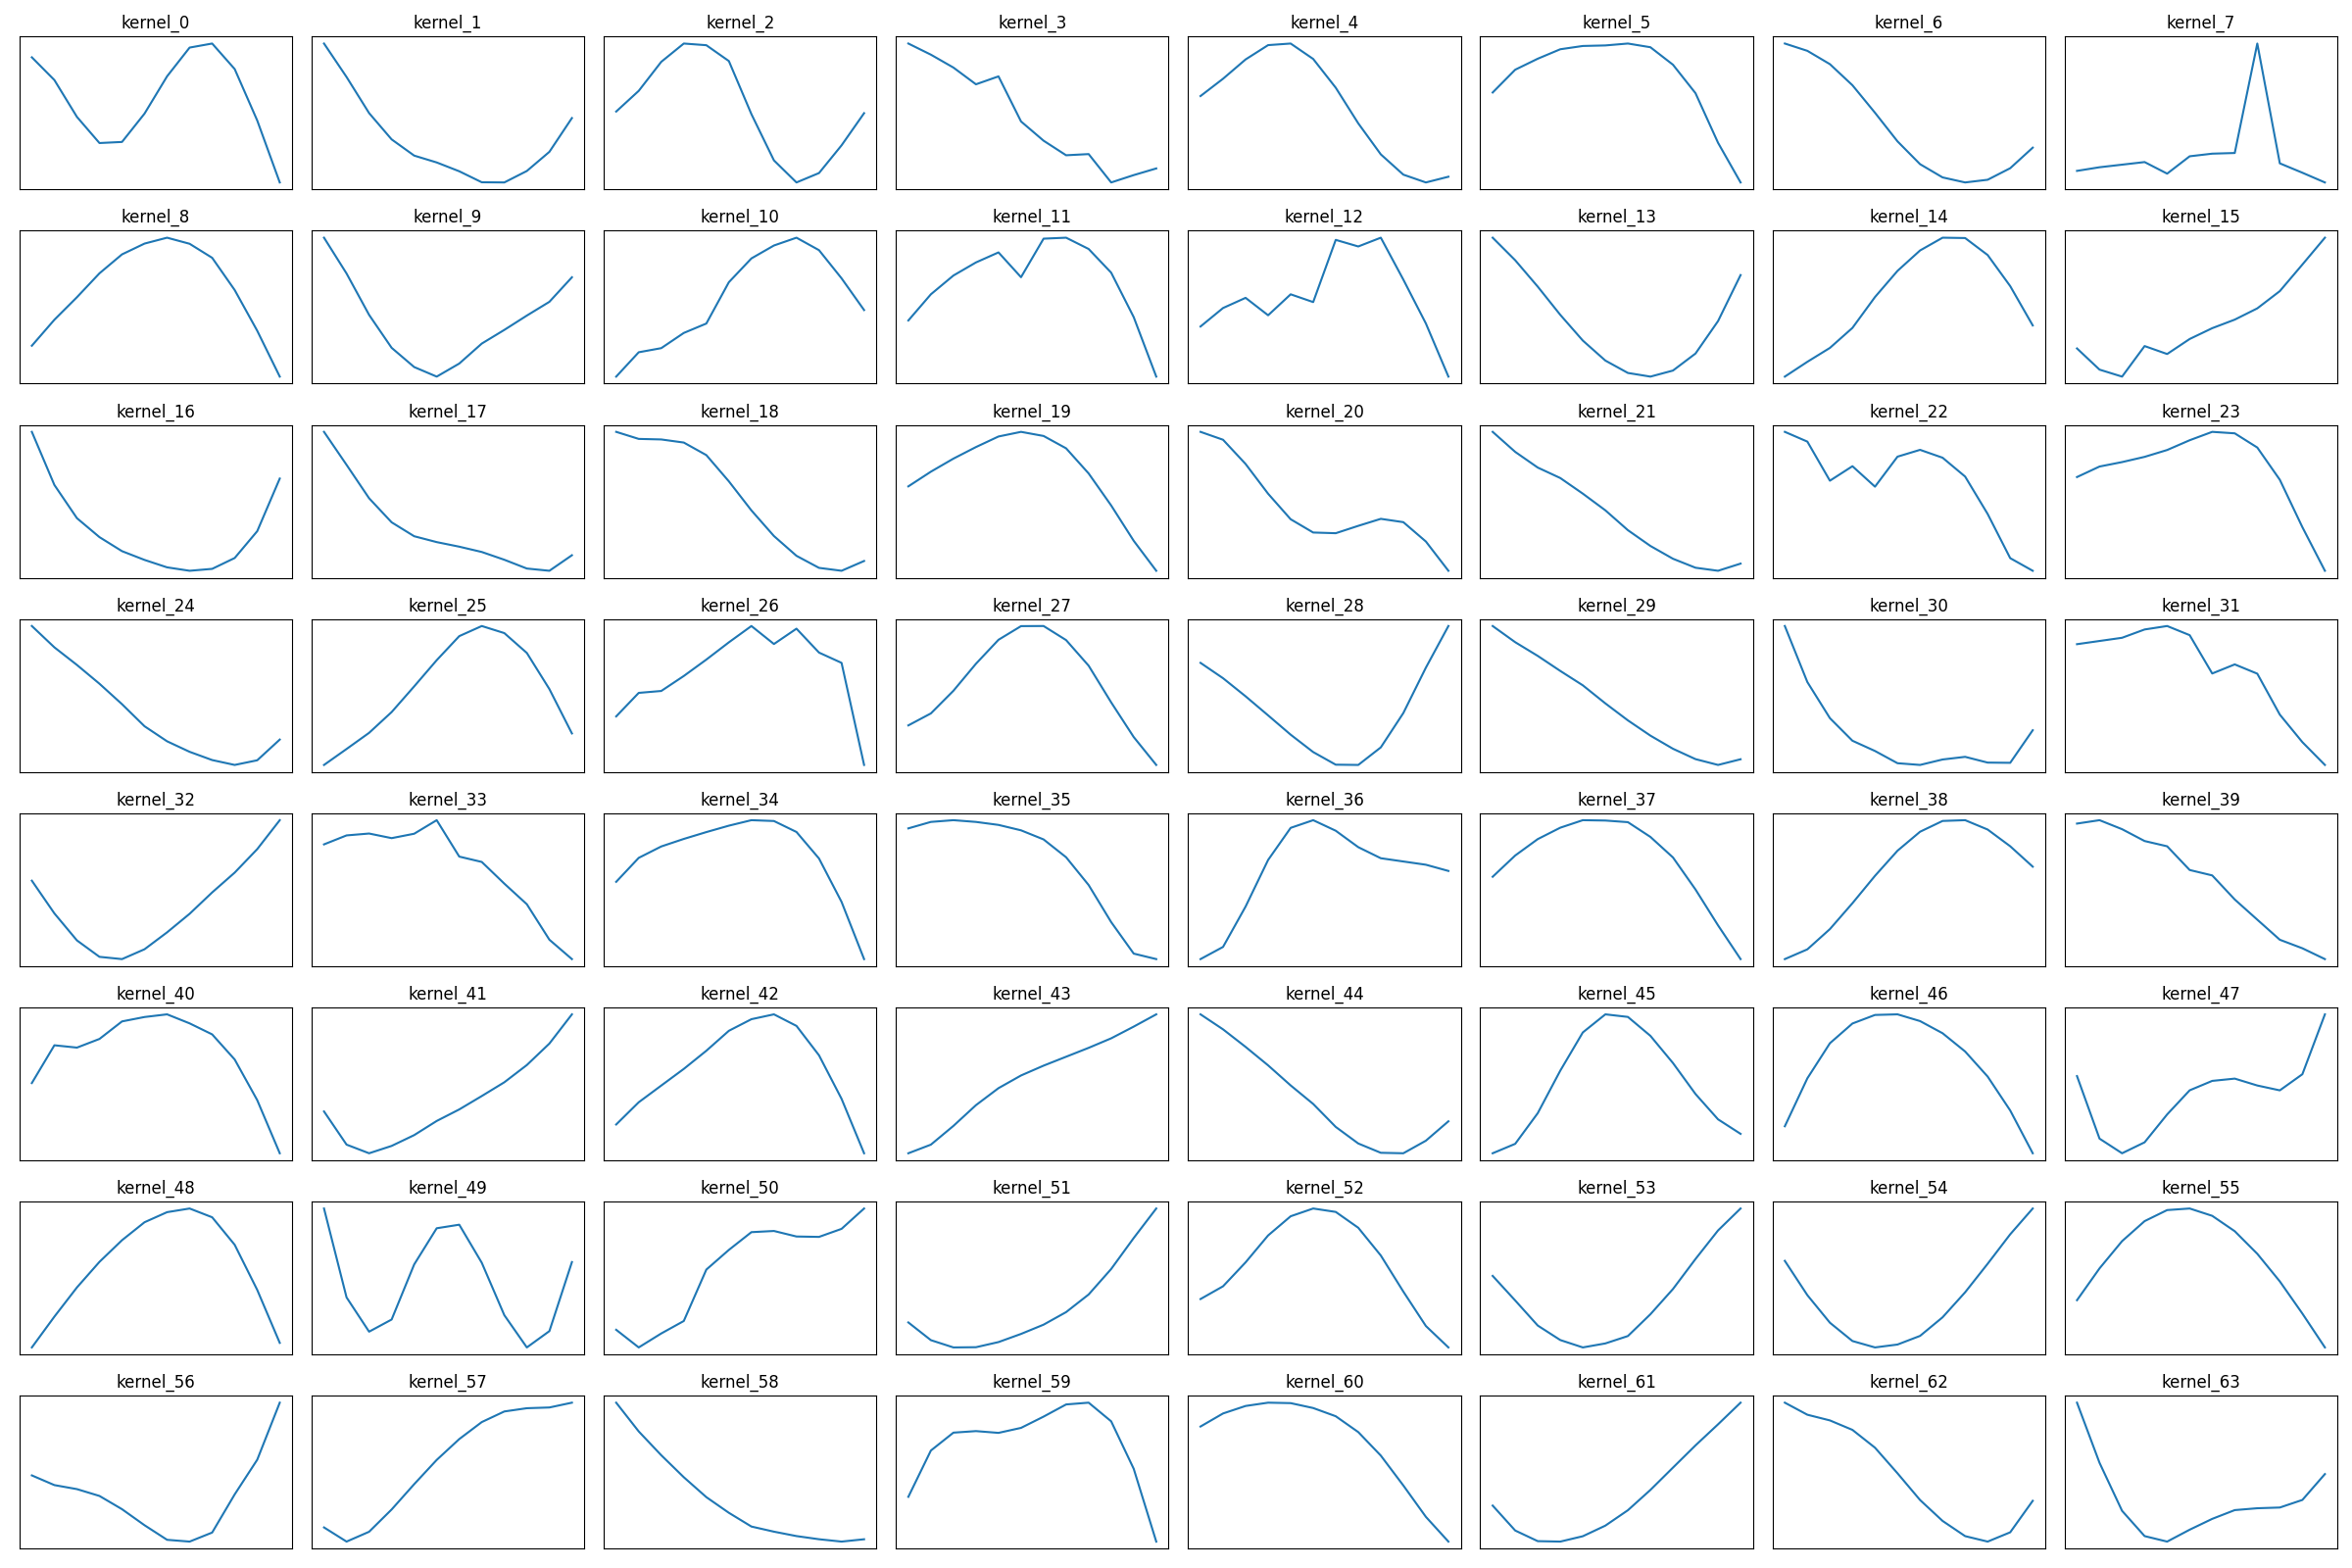 kernel_0 kernel_1 kernel_2 kernel_3 kernel_4 kernel_5 kernel_6 kernel_7
kernel_8 kernel_9 kernel_10 kernel_11 kernel_12 kernel_13 kernel_14 kernel_15
kernel_16 kernel_17 kernel_18 kernel_19 kernel_20 kernel_21 kernel_22 kernel_23
kernel_24 kernel_25 kernel_26 kernel_27 kernel_28 kernel_29 kernel_30 kernel_31
kernel_32 kernel_33 kernel_34 kernel_35 kernel_36 kernel_37 kernel_38 kernel_39
kernel_40 kernel_41 kernel_42 kernel_43 kernel_44 kernel_45 kernel_46 kernel_47
kernel_48 kernel_49 kernel_50 kernel_51 kernel_52 kernel_53 kernel_54 kernel_55
kernel_56 kernel_57 kernel_58 kernel_59 kernel_60 kernel_61 kernel_62 kernel_63